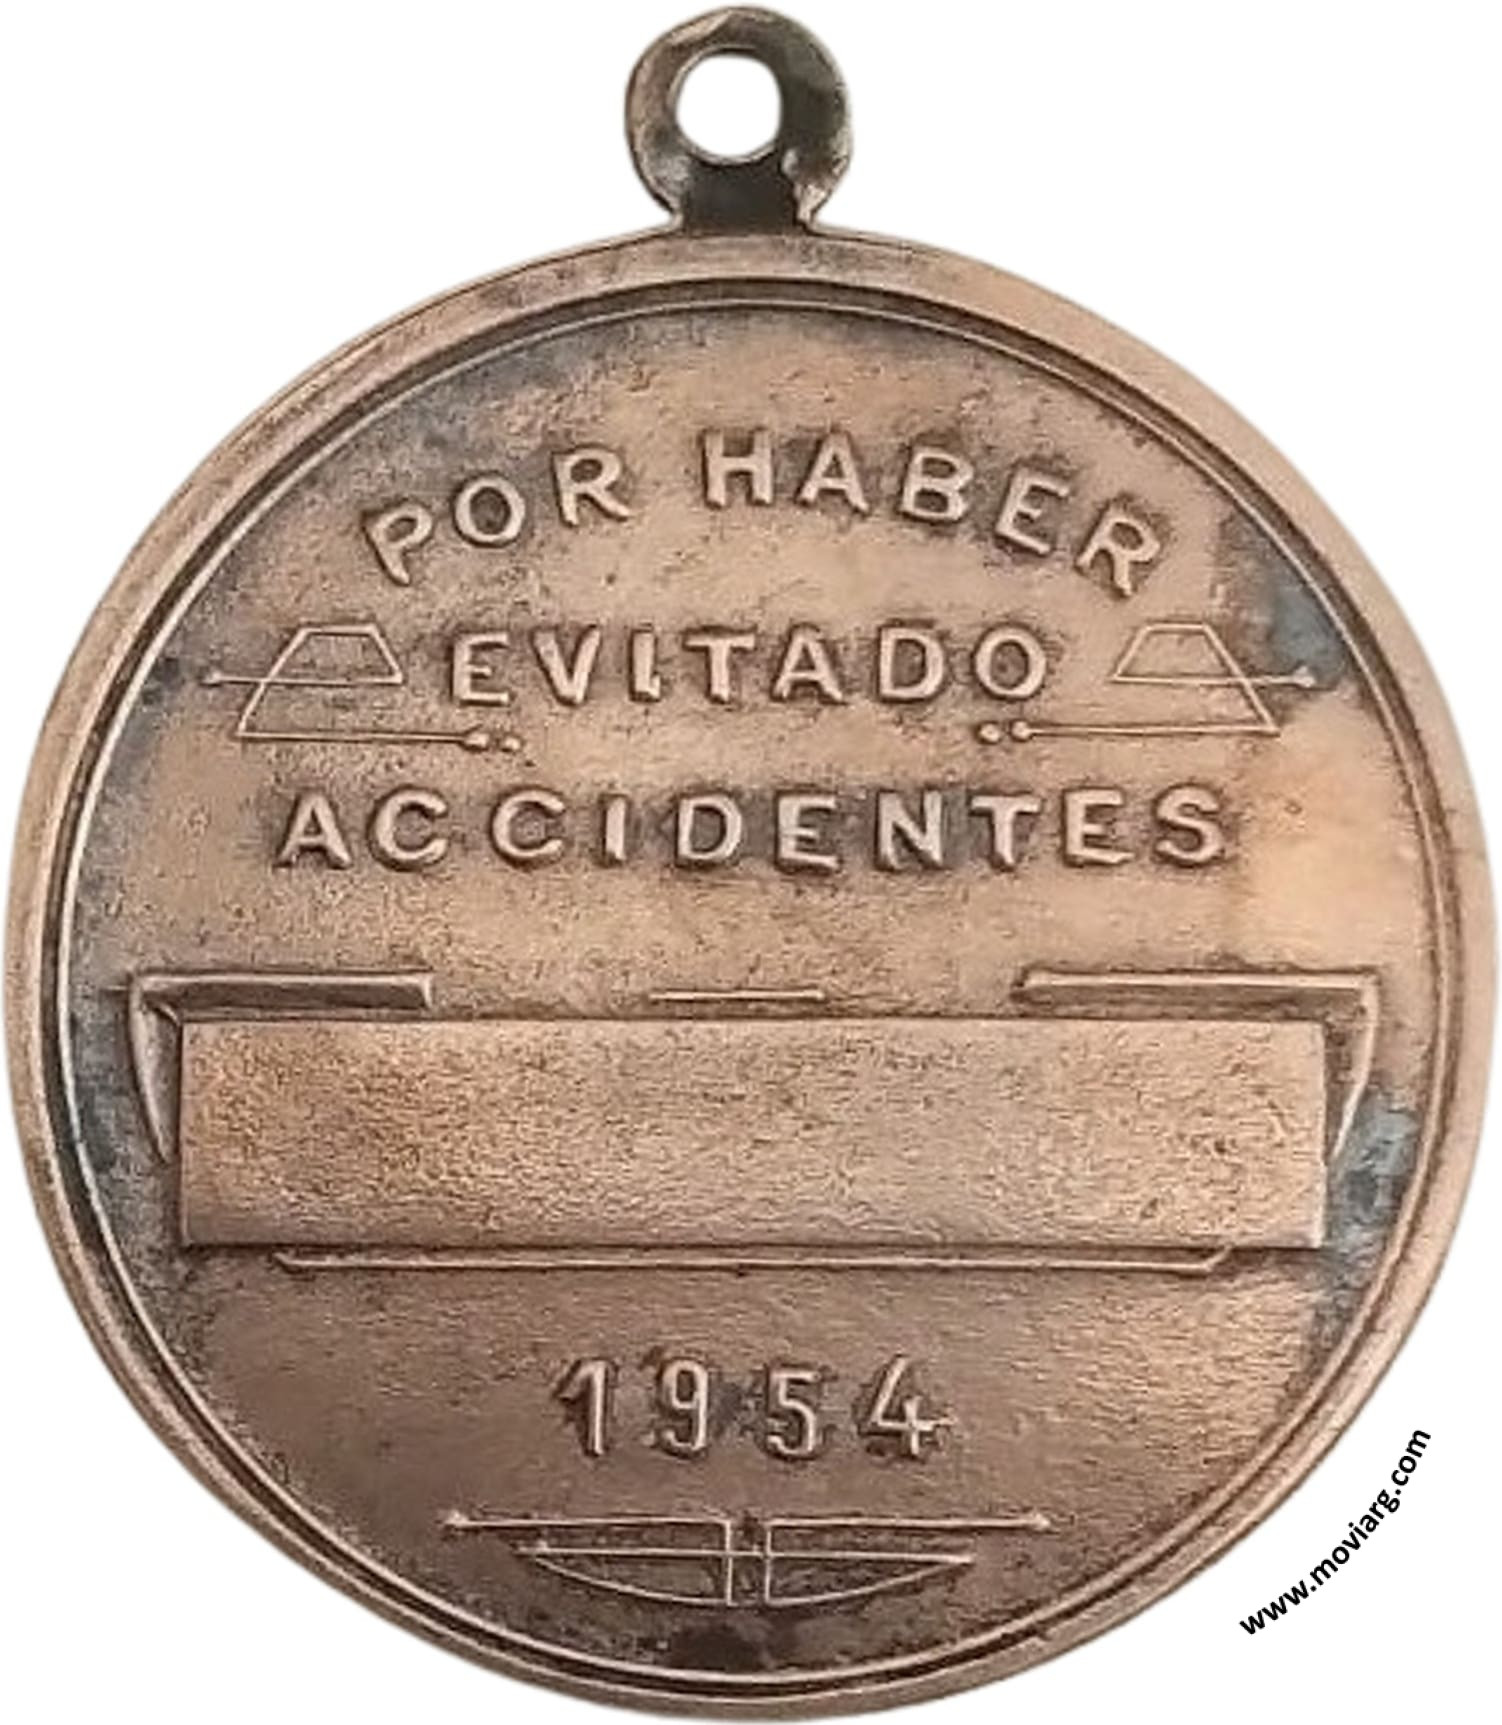 POR HABER
EVITADO
ACCIDENTES
1954
www.moviarg.com